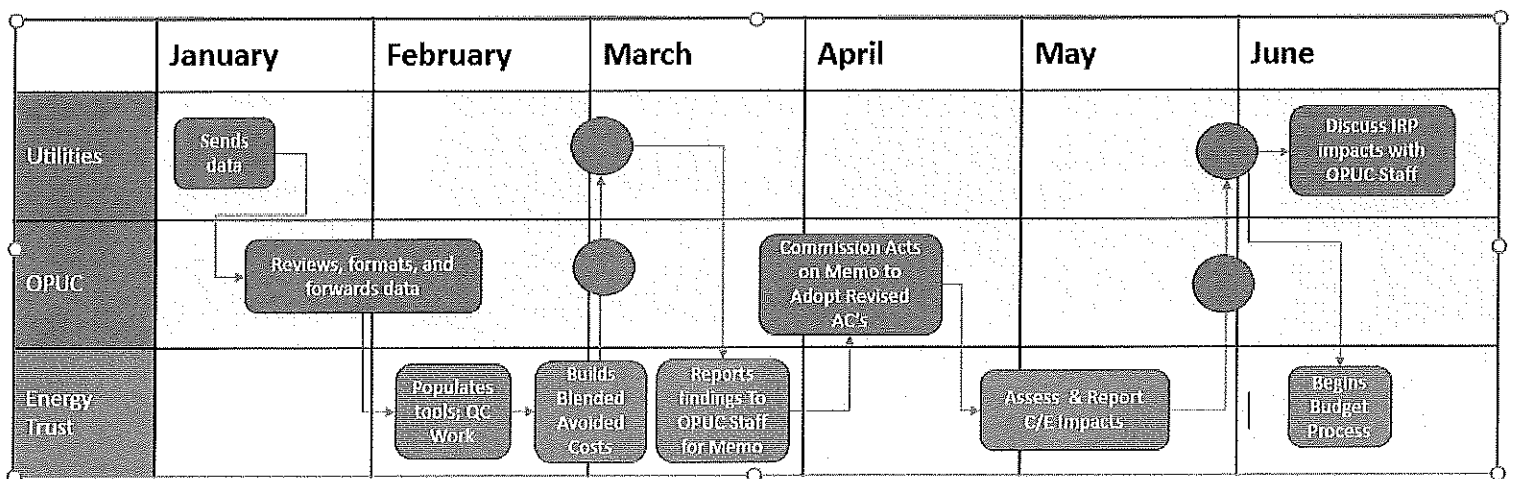 January February March April May June
Utilities
Sends
data
Discuss IRP
impacts with
OPUC Staff
OPUC
Reviews, formats, and
forwards data
Commission Acts
on Memo to
Adopt Revised
AC's
Energy
Trust
Populates
tools; QC
Work
Builds
Blended
Avoided
Costs
Reports
findings To
OPUC Staff
for Memo
Assess & Report
C/E Impacts
Begins
Budget
Process